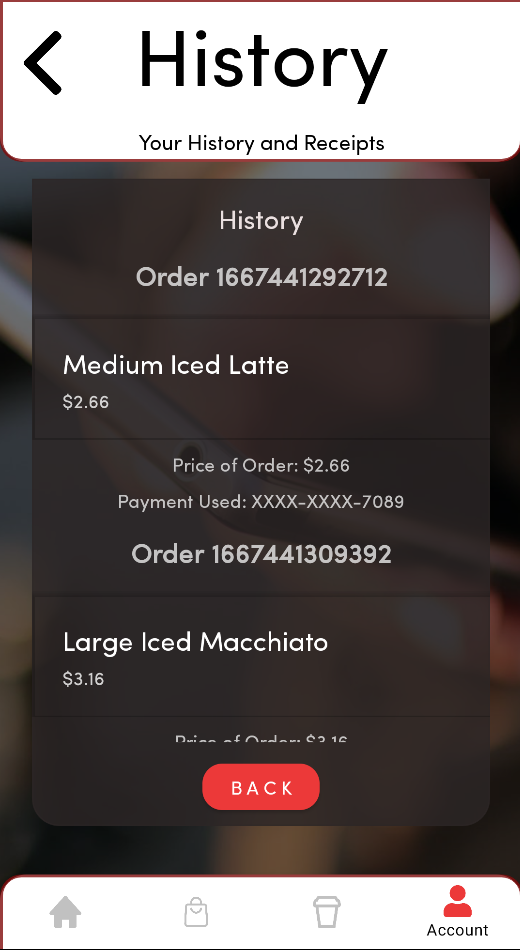 History
Your History and Receipts
History
Order 1667441292712
Medium Iced Latte
$2.66
Price of Order: $2.66
Payment Used: XXXX-XXXX-7089
Order 1667441309392
Large Iced Macchiato
$3.16
Price of Order: $3.16
BACK
Account